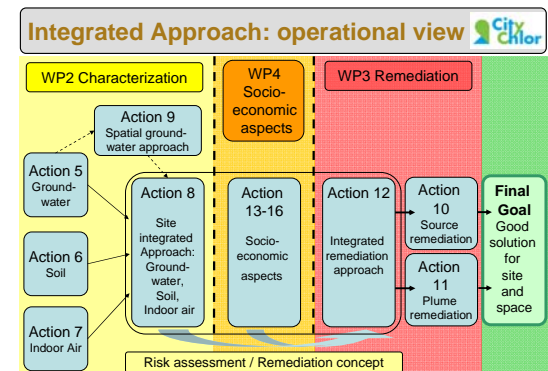 Integrated Approach: operational view
City
Chlor
WP2 Characterization
WP4
Socio-
economic
aspects
WP3 Remediation
Action 9
Spatial ground-
water approach
Action 5
Ground-
water
Action 6
Soil
Action 7
Indoor Air
Action 8
Site
integrated
Approach:
Ground-
water,
Soil,
Indoor air
Action
13-16
Socio-
economic
aspects
Action 12
Integrated
remediation
approach
Action
10
Source
remediation
Action
11
Plume
remediation
Final
Goal
Good
solution
for
site
and
space
Risk assessment / Remediation concept